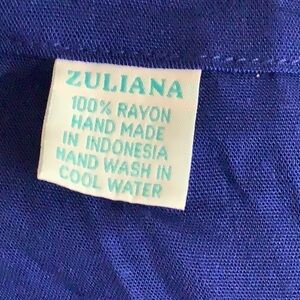 ZULIANA
100% RAYON
HAND MADE
IN INDONESIA
HAND WASH IN
COOL WATER